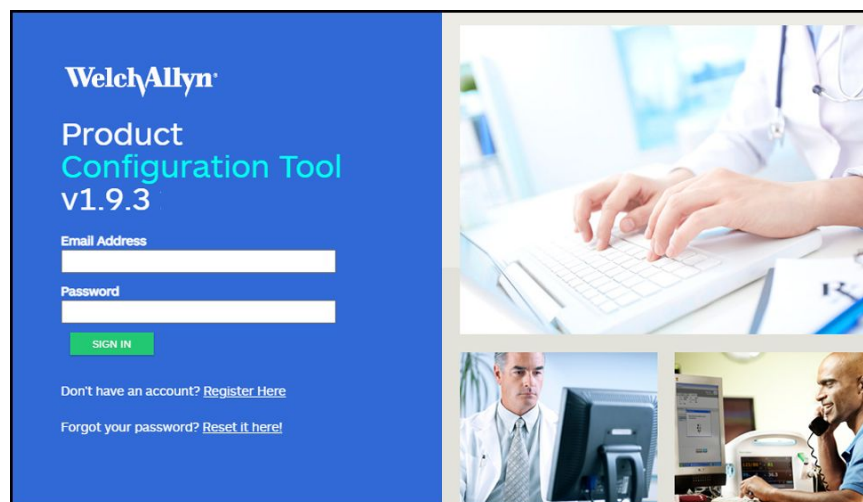 WelchAllyn®
Product
Configuration Tool
v1.9.3
Email Address
Password
SIGN IN
Don't have an account? Register Here
Forgot your password? Reset it here!